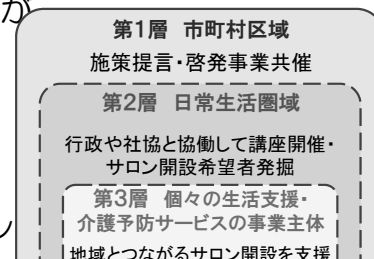 が
第1層 市町村区域
施策提言・啓発事業共催
第2層 日常生活圏域
行政や社協と協働して講座開催・
サロン開設希望者発掘
第3層 個々の生活支援・
介護予防サービスの事業主体
地域とつながるサロン開設を支援